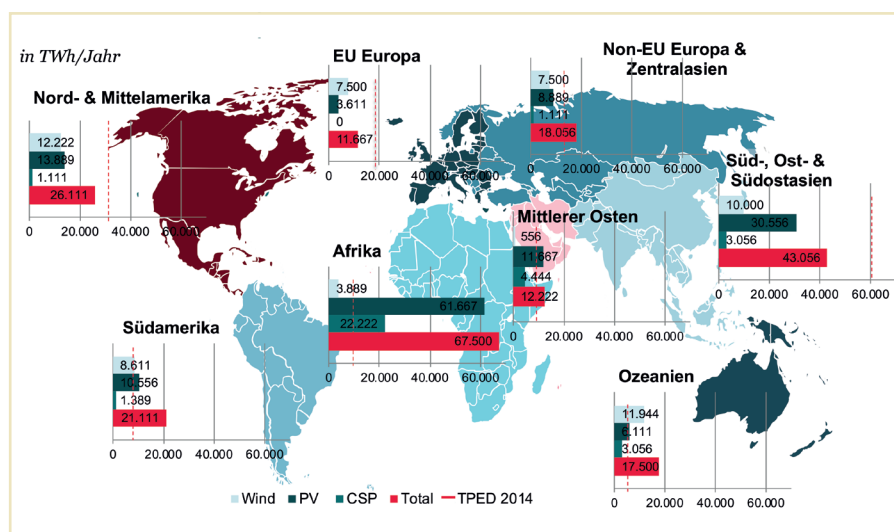 in TWh/Jahr
EU Europa
7.500
3.611
0
11.667
0 20.000 40.000 60.000
Non-EU Europa &
Zentralasien
7.500
8.889
1.111
18.056
0 20.000 40.000 60.000
Nord- & Mittelamerika
12.222
13.889
1.111
26.111
0 20.000 40.000 60.000
Süd-, Ost- &
Südostasien
10.000
30.556
3.056
43.056
0 20.000 40.000 60.000
Mittlerer Osten
556
11.667
4.444
12.222
0 20.000 40.000 60.000
Afrika
3.889
61.667
22.222
67.500
0 20.000 40.000 60.000
Südamerika
8.611
10.556
1.389
21.111
0 20.000 40.000 60.000
Ozeanien
11.944
6.111
3.056
17.500
0 20.000 40.000 60.000
Wind PV CSP Total TPED 2014